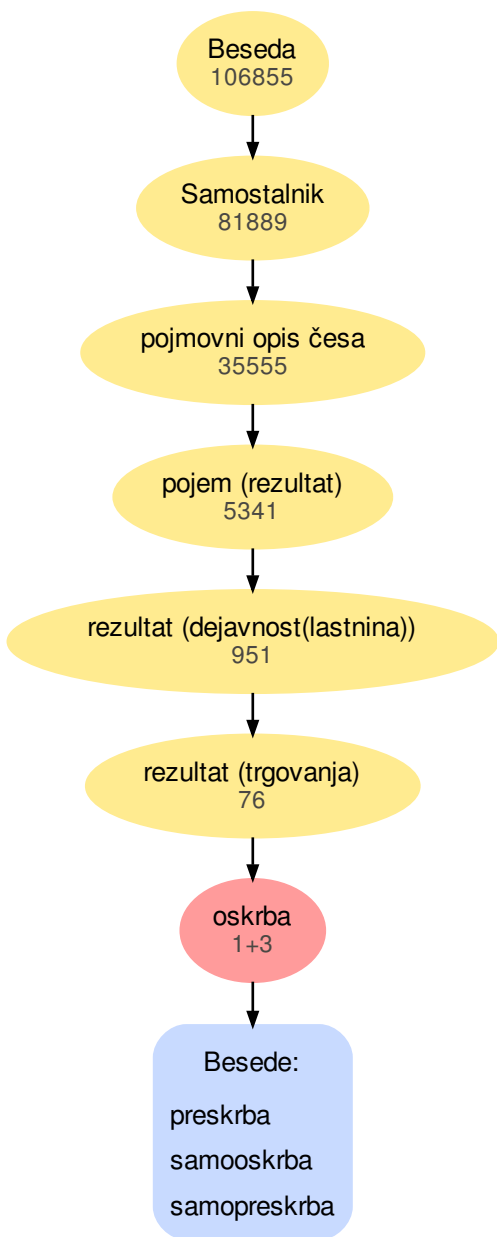 Beseda
106855
Samostalnik
81889
pojmovni opis česa
35555
pojem (rezultat)
5341
rezultat (dejavnost(lastnina))
951
rezultat (trgovanja)
76
oskrba
1+3
Besede:
preskrba
samooskrba
samopreskrba